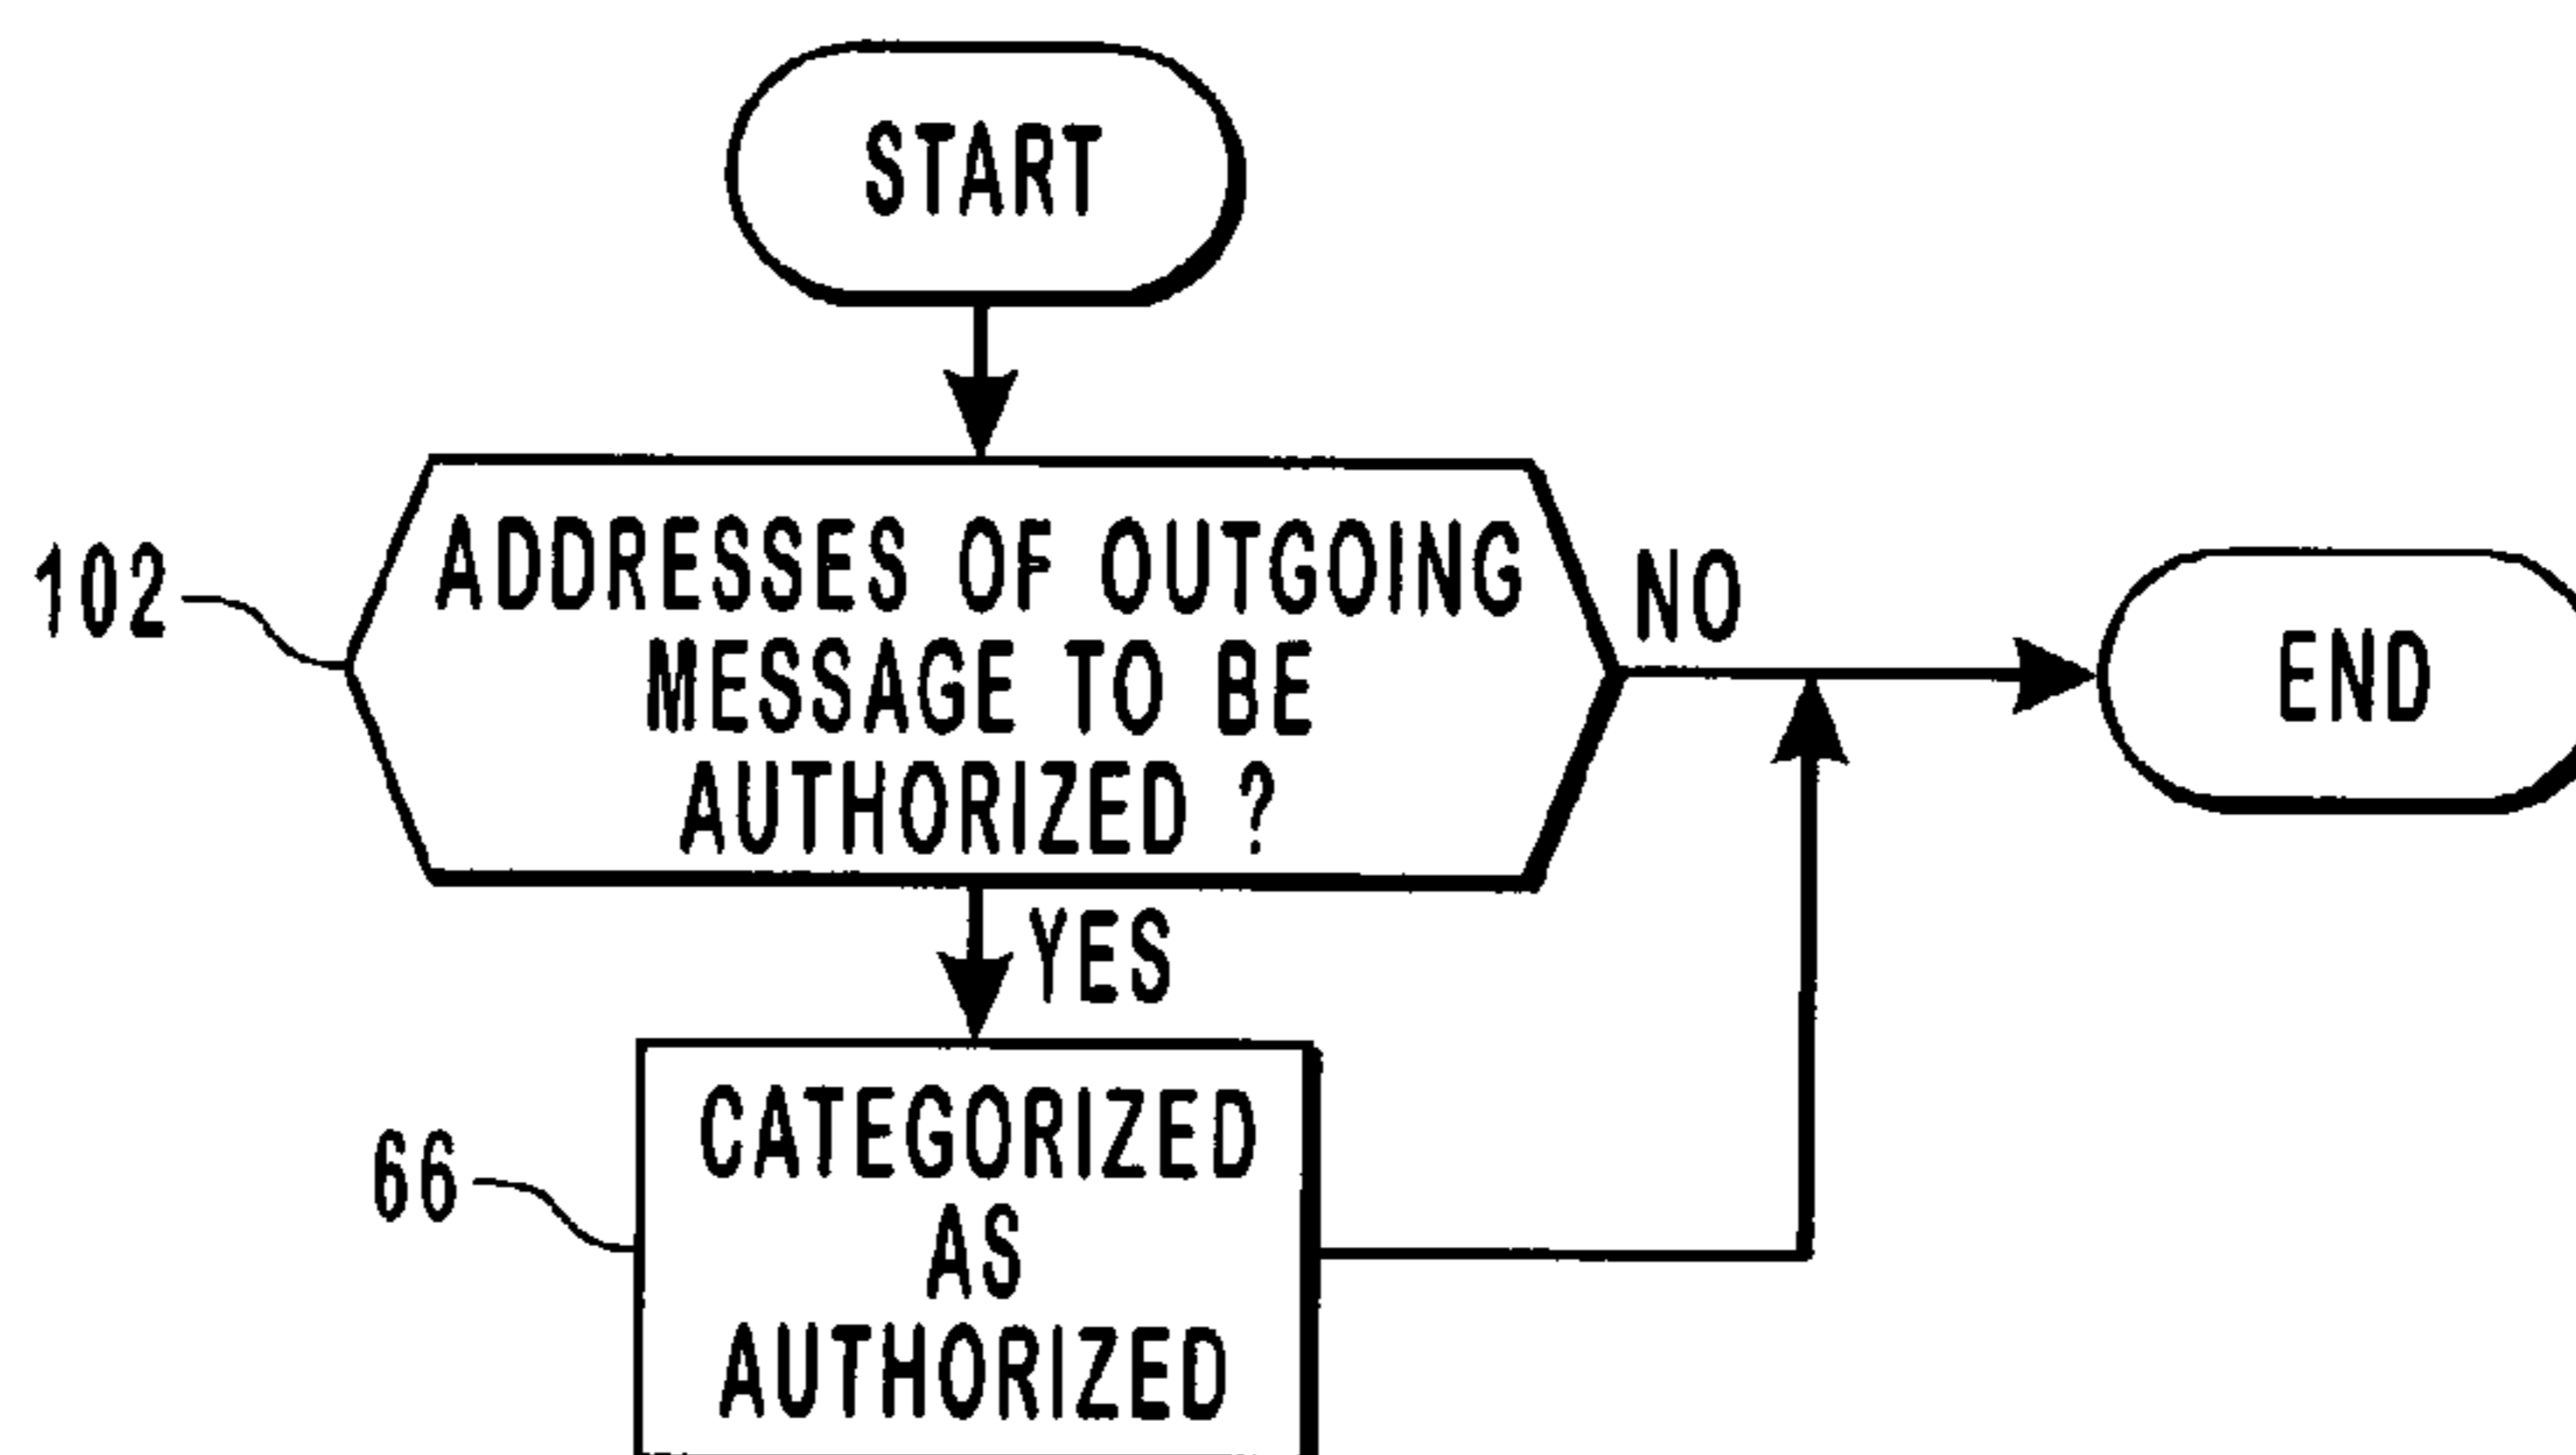 START
102
ADDRESSES OF OUTGOING
MESSAGE TO BE
AUTHORIZED ?
NO
END
YES
66
CATEGORIZED
AS
AUTHORIZED